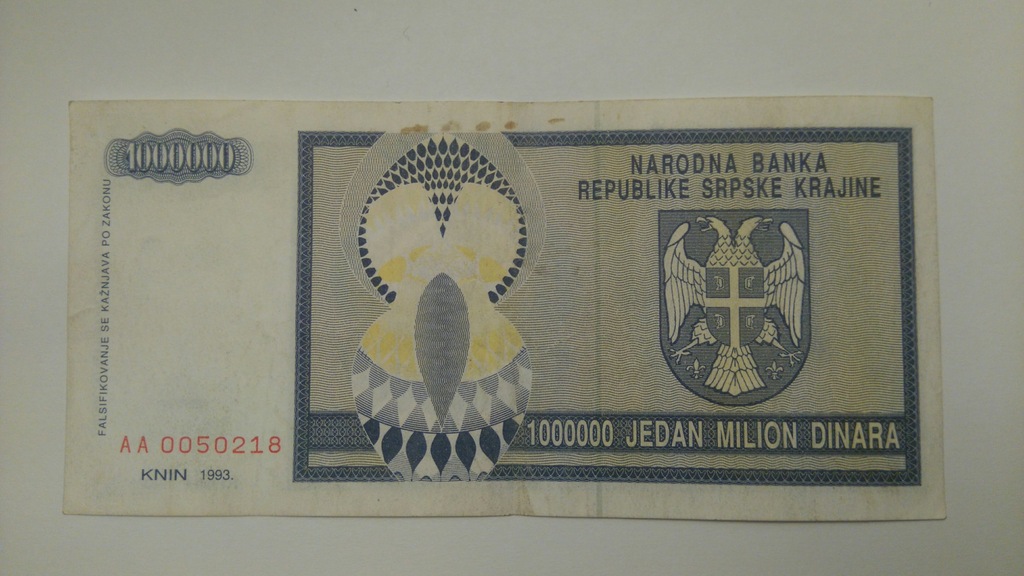 1000000
FALSIFIKOVANJE SE KAŽNJAVA PO ZAKONU
AA 0050218
KNIN 1993.
NARODNA BANKA
REPUBLIKE SRPSKE KRAJINE
1000000 JEDAN MILION DINARA